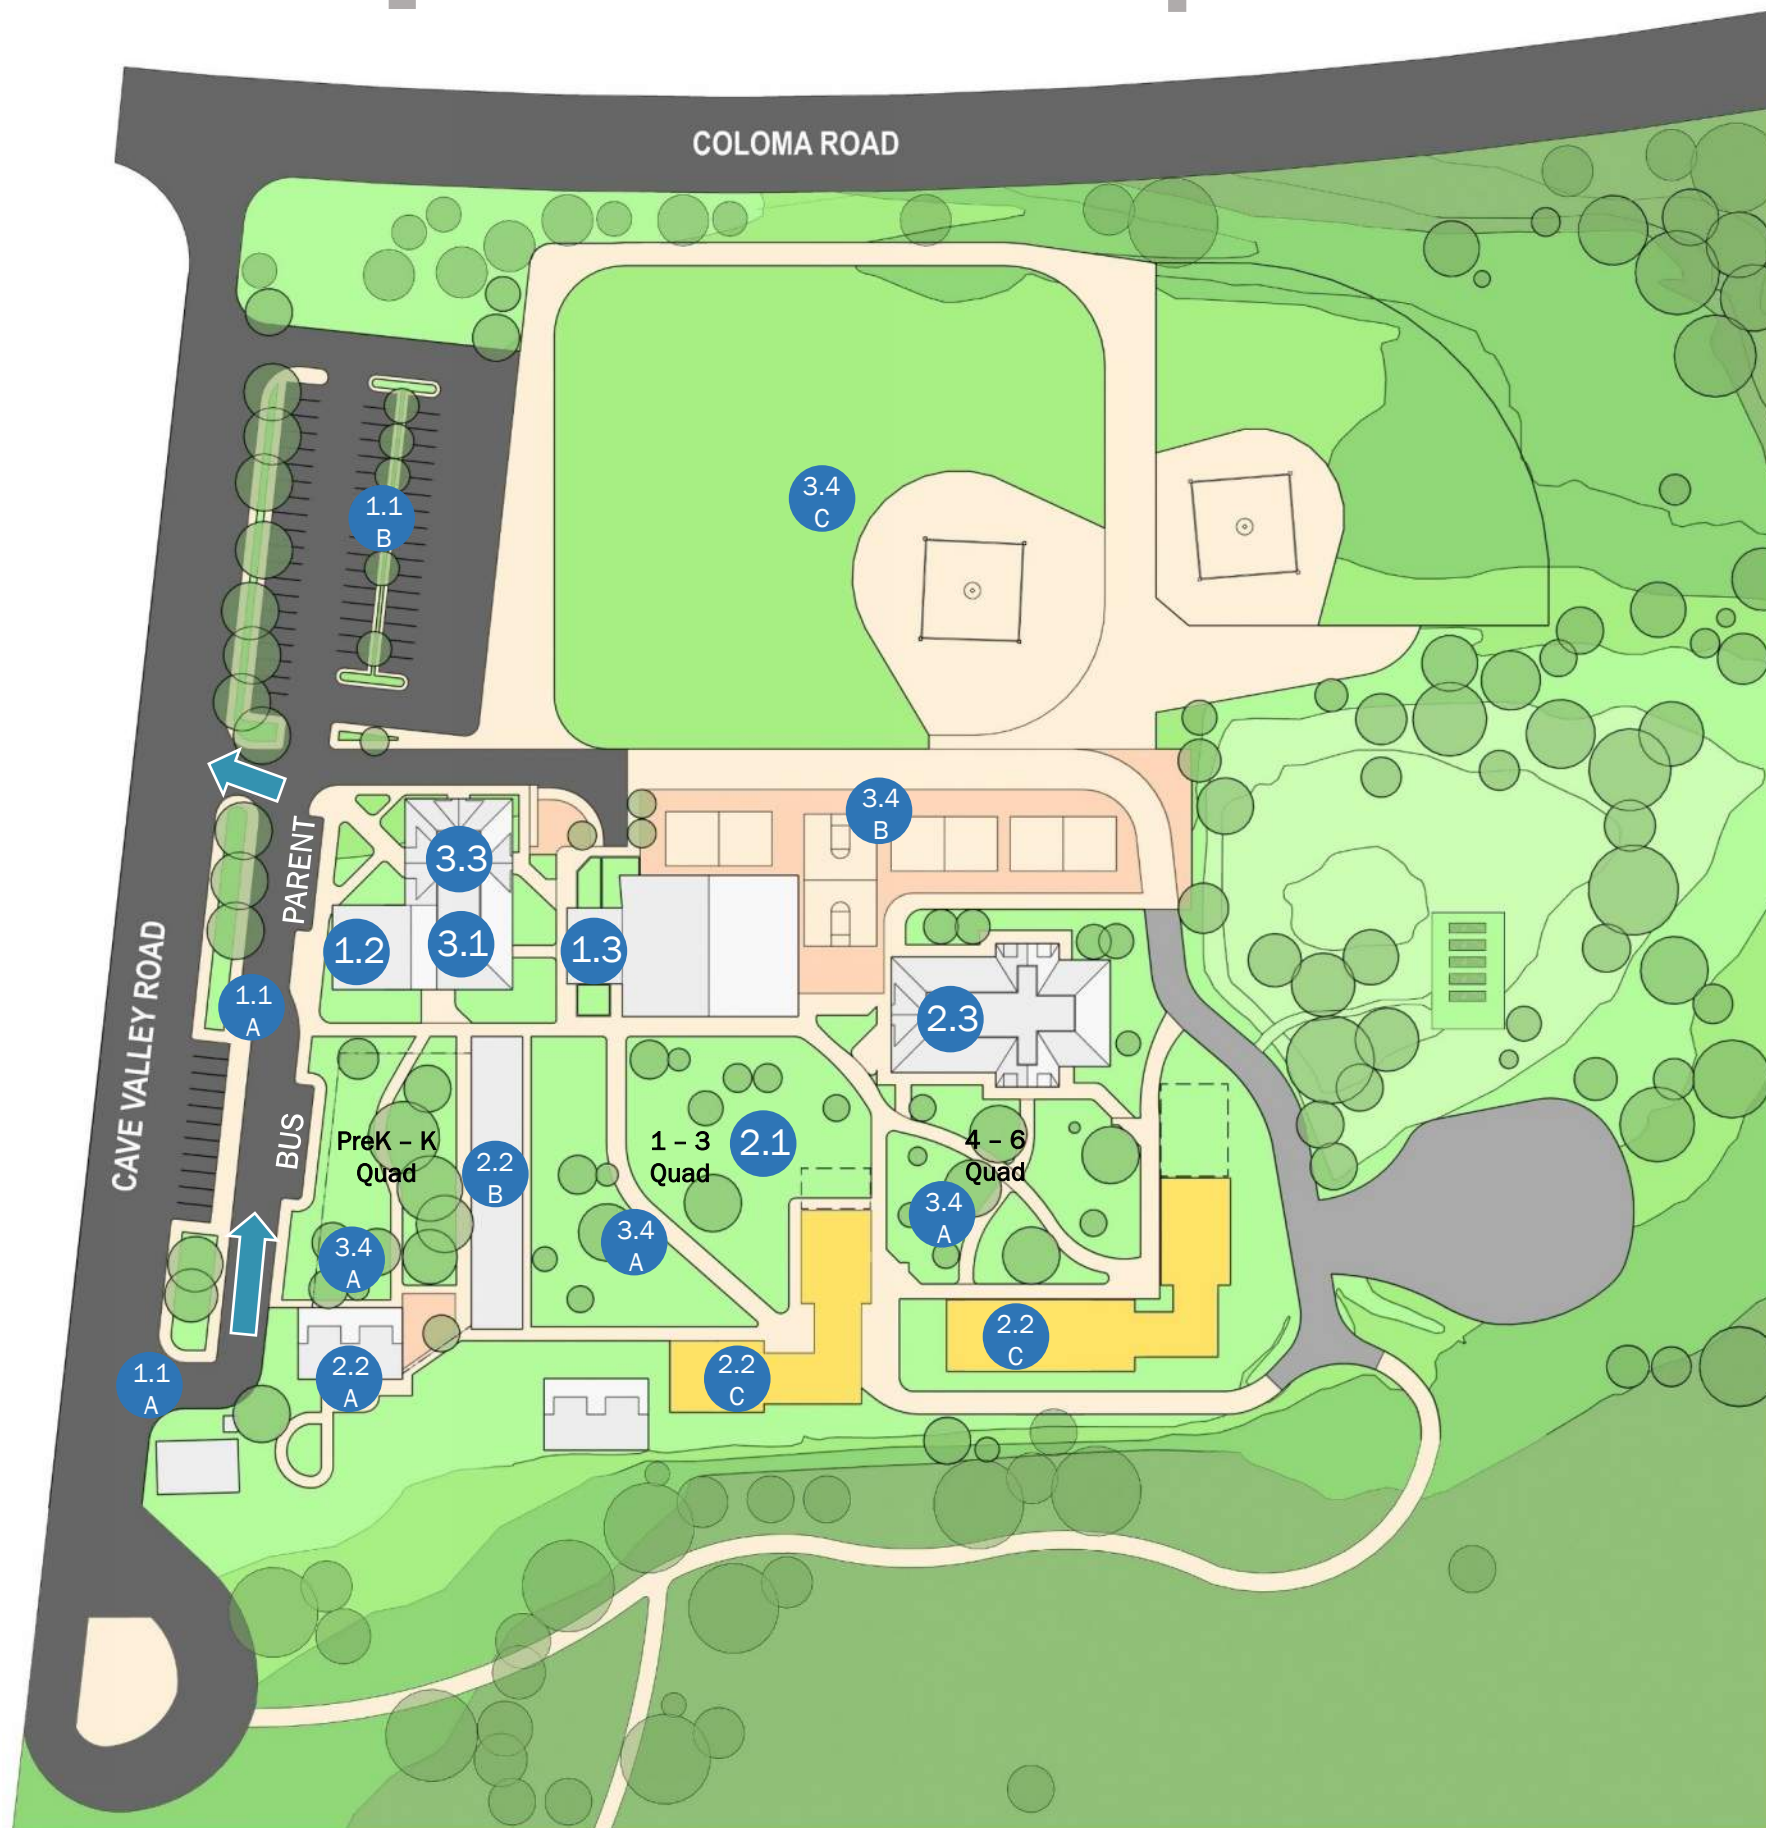 COLOMA ROAD
3.4
C
1.1
B
3.4
B
PARENT
3.3
1.2
3.1
1.3
CAVE VALLEY ROAD
1.1
A
2.3
BUS
PreK – K
Quad
2.2
B
1 – 3
Quad
2.1
4 – 6
Quad
3.4
A
3.4
A
3.4
A
1.1
A
2.2
A
2.2
C
2.2
C